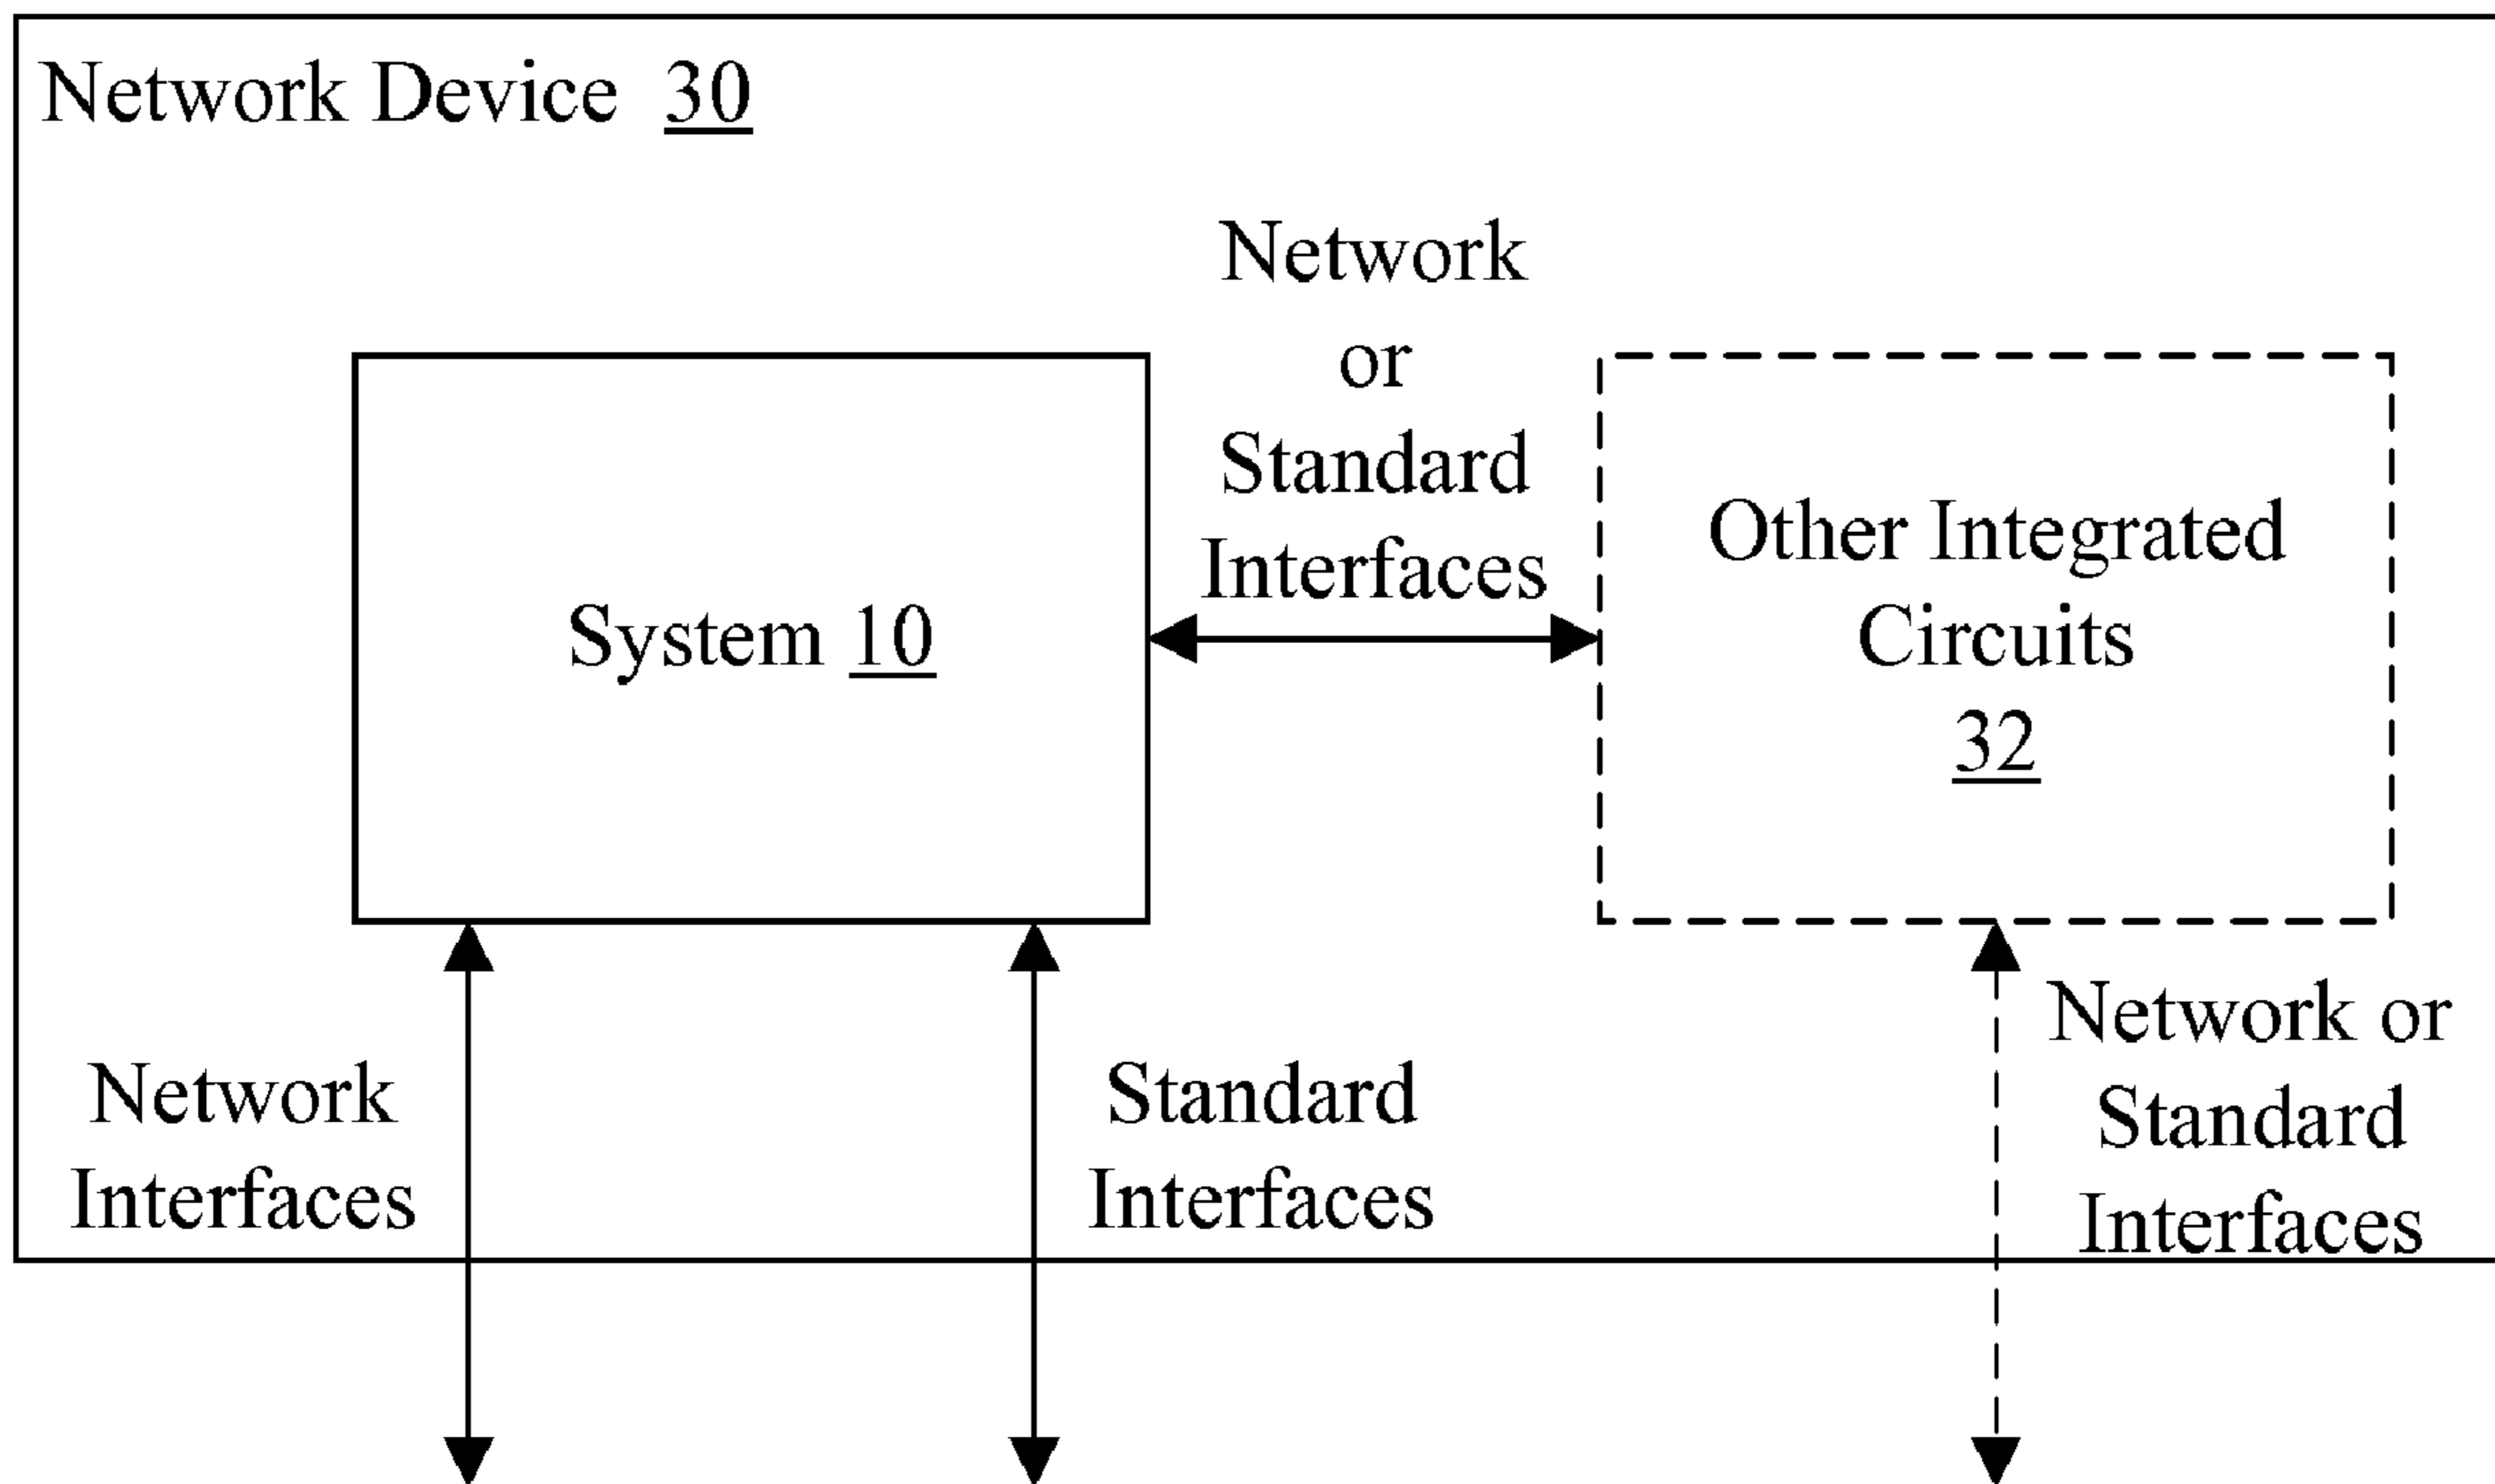 Network Device 30
Network
or
Standard
Interfaces
System 10
Other Integrated
Circuits
32
Network
Interfaces
Standard
Interfaces
Network or
Standard
Interfaces